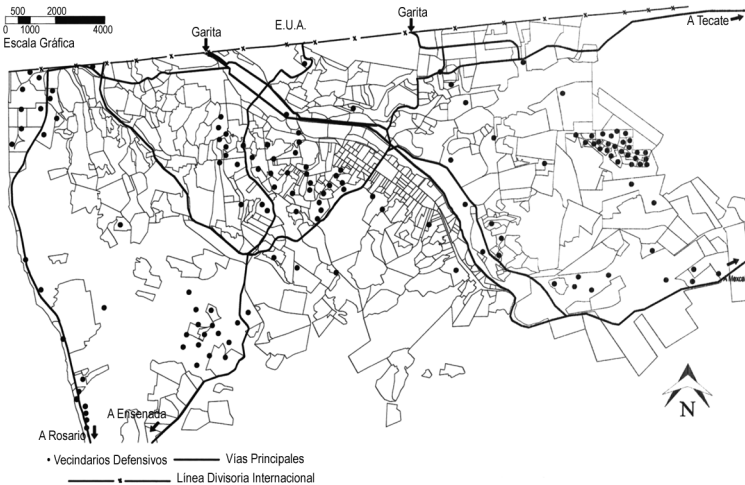 500 2000
0 1000 4000
Escala Gráfica
Garita
E.U.A.
Garita
A Tecate
A Rosario
A Ensenada
N
• Vecindarios Defensivos
Vías Principales
Línea Divisoria Internacional